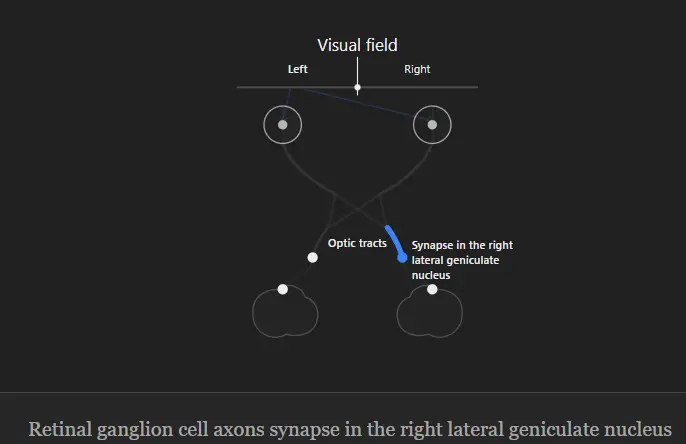 Visual field
Left
Right
Optic tracts
Synapse in the right
lateral geniculate
nucleus
Retinal ganglion cell axons synapse in the right lateral geniculate nucleus